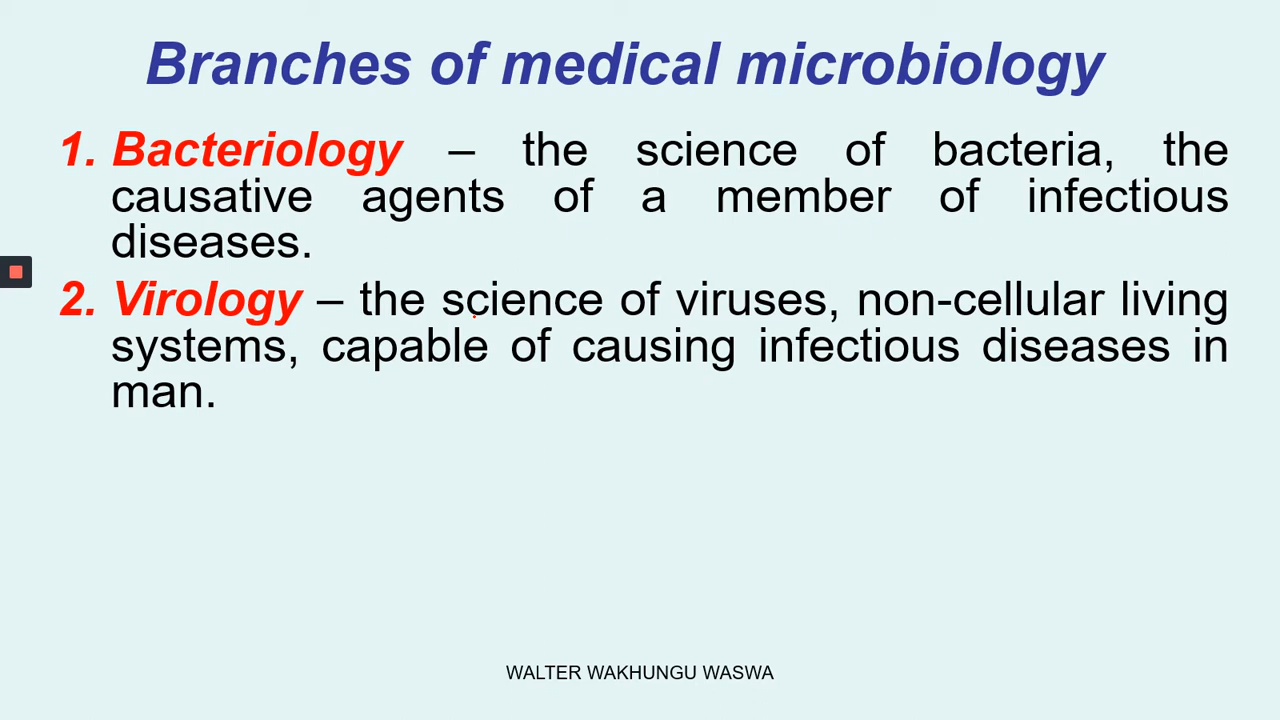 Branches of medical microbiology
1. Bacteriology – the science of bacteria, the
causative agents of a member of infectious
diseases.
2. Virology – the science of viruses, non-cellular living
systems, capable of causing infectious diseases in
man.
WALTER WAKHUNGU WASWA